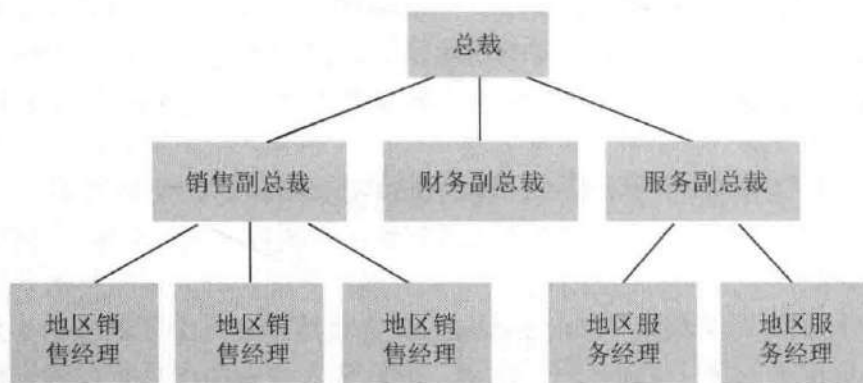 总裁
销售副总裁
财务副总裁
服务副总裁
地区销
售经理
地区销
售经理
地区销
售经理
地区服
务经理
地区服
务经理